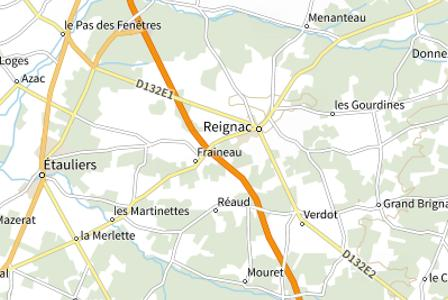 Menanteau
le Pas des Fenêtres
Donne
Loges
Azac
D132E1
les Gourdines
Reignac
Fraineau
Étauliers
Réaud
Grand Brigna
les Martinettes
Verdot
Mazerat
la Merlette
D132E2
al
Mouret
le C